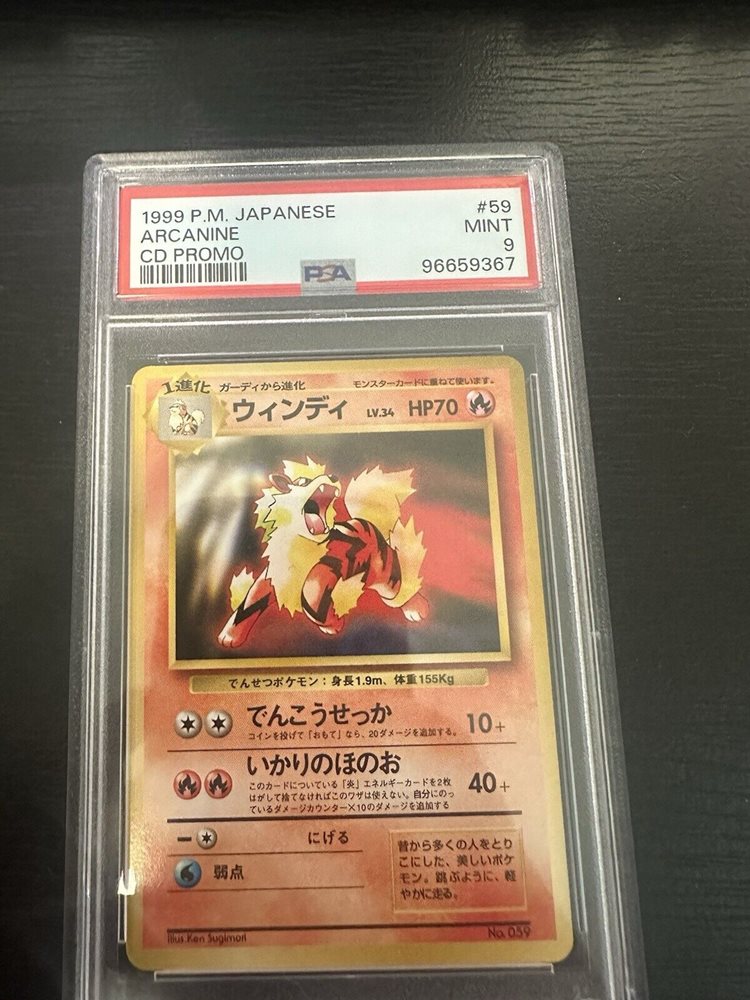 1999 P.M. JAPANESE #59
ARCANINE MINT
CD PROMO 9
PSA 96659367
1進化 ガーディから進化 モンスターカードに重ねて使います。
ウィンディ LV.34 HP70
でんせつポケモン：身長1.9m、体重155Kg
でんこうせっか 10+
コインを投げて「おもて」なら、20ダメージを追加する。
いかりのほのお 40+
このカードについている「炎」エネルギーカードを2枚
はがして捨てなければこのワザは使えない。自分にのっ
ているダメージカウンター×10のダメージを追加する
にげる
弱点
昔から多くの人をとり
こにした、美しいポケ
モン。跳ぶように、軽
やかに走る。
Illus. Ken Sugimori No. 059